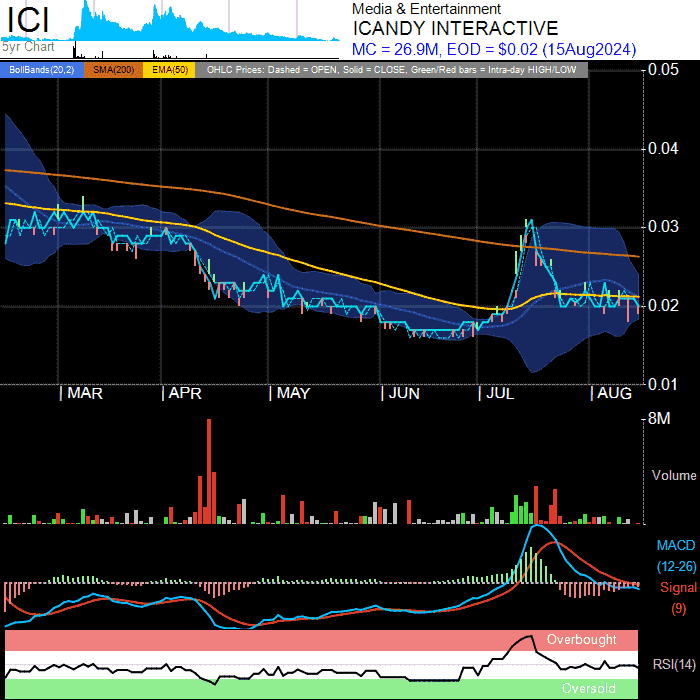 ICI
5yr Chart
Media & Entertainment
ICANDY INTERACTIVE
MC = 26.9M, EOD = $0.02 (15Aug2024)
BollBands(20,2) SMA(200) EMA(50) OHLC Prices: Dashed = OPEN, Solid = CLOSE, Green/Red bars = Intra-day HIGH/LOW
0.05
0.04
0.03
0.02
0.01
MAR APR MAY JUN JUL AUG
8M
Volume
MACD
(12-26)
Signal
(9)
Overbought
RSI(14)
Oversold